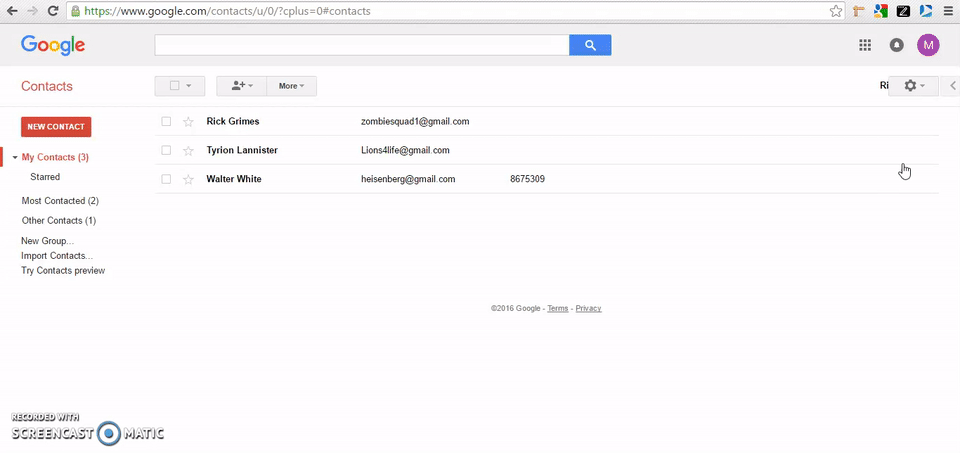 https://www.google.com/contacts/u/0/?cplus=0#contacts
Google
M
Contacts
More
Ri
NEW CONTACT
Rick Grimes zombiesquad1@gmail.com
My Contacts (3)
Tyrion Lannister Lions4life@gmail.com
Starred
Walter White heisenberg@gmail.com 8675309
Most Contacted (2)
Other Contacts (1)
New Group...
Import Contacts...
Try Contacts preview
©2016 Google - Terms - Privacy
RECORDED WITH
SCREENCAST MATIC